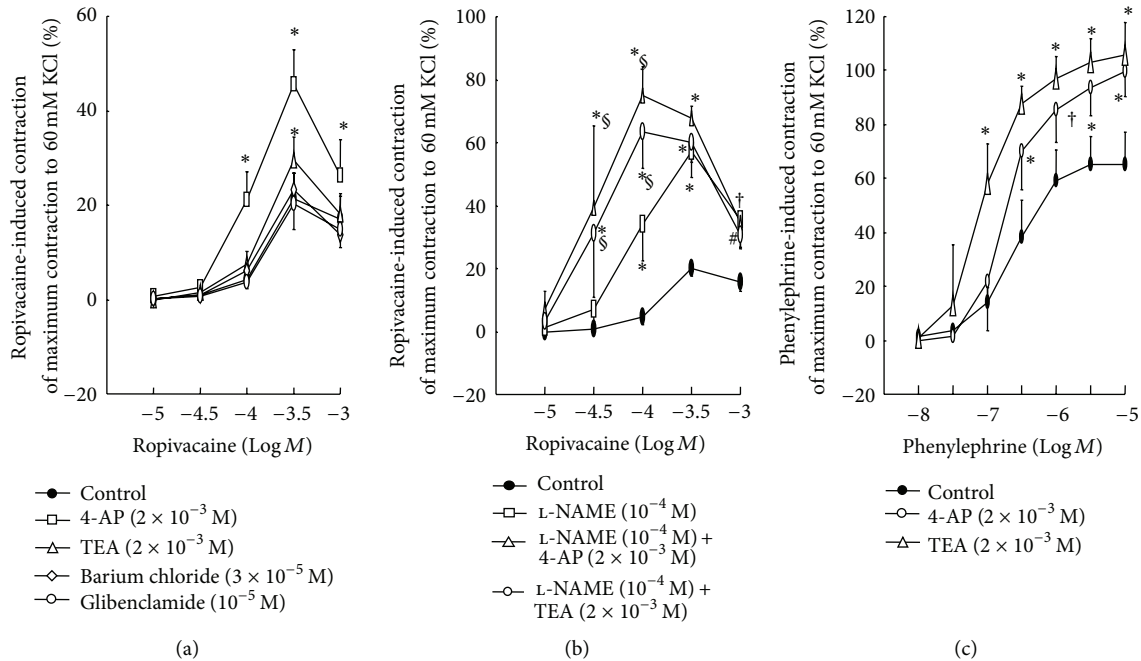 Ropivacaine-induced contraction
of maximum contraction to 60 mM KCl (%)
60
40
20
0
−20
*
*
*
*
−5
−4.5
−4
−3.5
−3
Ropivacaine (Log M)
Control
4-AP (2 × 10⁻³ M)
TEA (2 × 10⁻³ M)
Barium chloride (3 × 10⁻⁵ M)
Glibenclamide (10⁻⁵ M)
(a)
Ropivacaine-induced contraction
of maximum contraction to 60 mM KCl (%)
100
80
60
40
20
0
−20
*§
*§
*
*
*§
*
*§
*
†
#
−5
−4.5
−4
−3.5
−3
Ropivacaine (Log M)
Control
ʟ-NAME (10⁻⁴ M)
ʟ-NAME (10⁻⁴ M) +
4-AP (2 × 10⁻³ M)
ʟ-NAME (10⁻⁴ M) +
TEA (2 × 10⁻³ M)
(b)
Phenylephrine-induced contraction
of maximum contraction to 60 mM KCl (%)
120
100
80
60
40
20
0
−20
*
*
*
*
*
*
†
*
*
−8
−7
−6
−5
Phenylephrine (Log M)
Control
4-AP (2 × 10⁻³ M)
TEA (2 × 10⁻³ M)
(c)